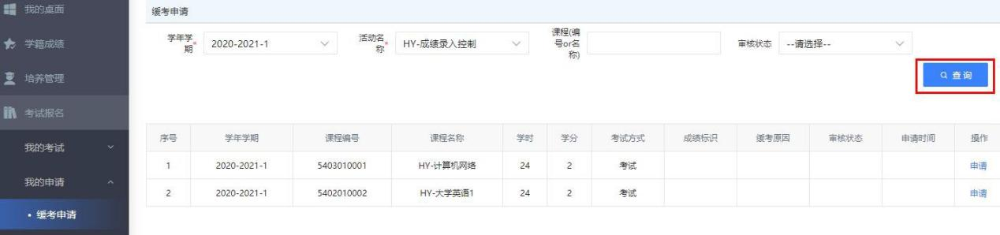 我的桌面
学籍成绩
培养管理
考试报名
我的考试
我的申请
• 缓考申请
缓考申请
学年学
期
*
2020-2021-1
活动名
称
*
HY-成绩录入控制
课程(编
号or名
称)
审核状态
--请选择--
查 询
序号 学年学期 课程编号 课程名称 学时 学分 考试方式 成绩标识 缓考原因 审核状态 申请时间 操作
1 2020-2021-1 5403010001 HY-计算机网络 24 2 考试 申请
2 2020-2021-1 5402010002 HY-大学英语1 24 2 考试 申请